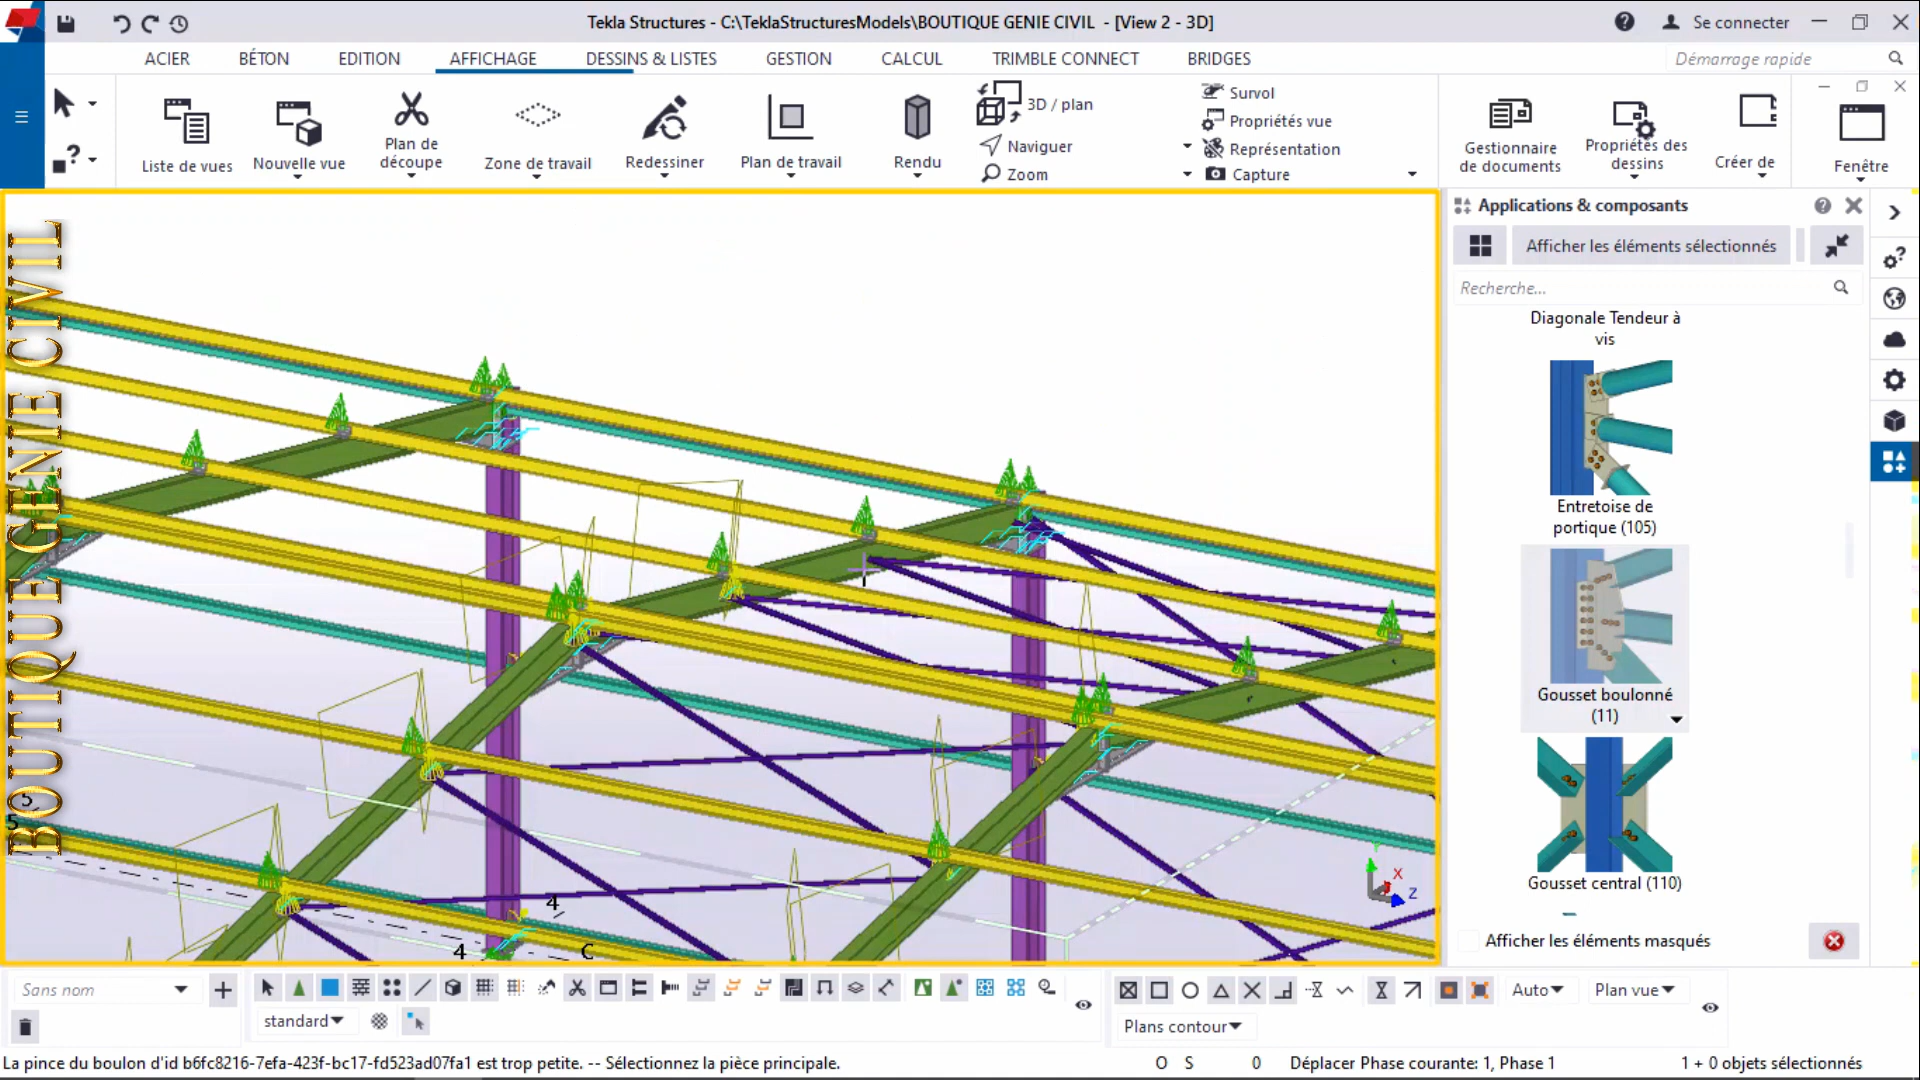 Tekla Structures - C:\TeklaStructuresModels\BOUTIQUE GENIE CIVIL - [View 2 - 3D]
Se connecter
ACIER BÉTON EDITION AFFICHAGE DESSINS & LISTES GESTION CALCUL TRIMBLE CONNECT BRIDGES
Démarrage rapide
Liste de vues
Nouvelle vue
Plan de
découpe
Zone de travail
Redessiner
Plan de travail
Rendu
3D / plan
Naviguer
Zoom
Survol
Propriétés vue
Représentation
Capture
Gestionnaire
de documents
Propriétés des
dessins
Créer de
Fenêtre
BOUTIQUE GENIE CIVIL
5
5
4
4
C
Y
X
Z
Applications & composants
Afficher les éléments sélectionnés
Recherche...
Diagonale Tendeur à
vis
Entretoise de
portique (105)
Gousset boulonné
(11)
Gousset central (110)
Afficher les éléments masqués
Sans nom
standard
Auto
Plan vue
Plans contour
La pince du boulon d'id b6fc8216-7efa-423f-bc17-fd523ad07fa1 est trop petite. -- Sélectionnez la pièce principale.
O S 0 Déplacer Phase courante: 1, Phase 1 1 + 0 objets sélectionnés